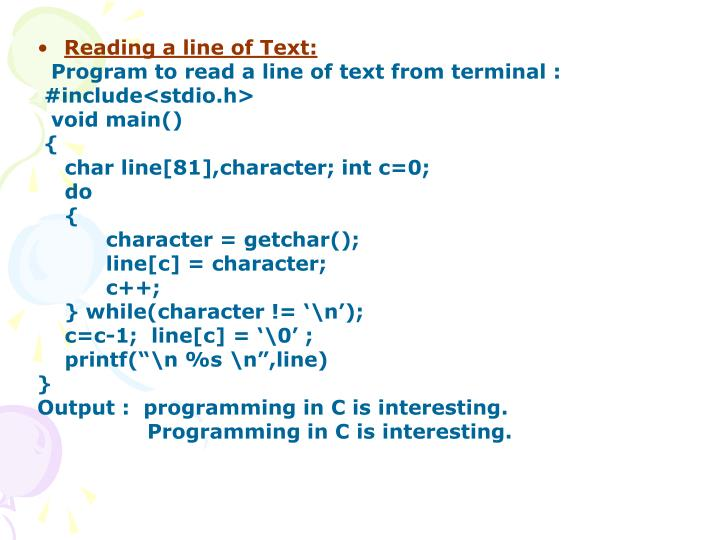 • Reading a line of Text:
Program to read a line of text from terminal :
#include<stdio.h>
void main()
{
char line[81],character; int c=0;
do
{
character = getchar();
line[c] = character;
c++;
} while(character != ‘\n’);
c=c-1; line[c] = ‘\0’ ;
printf(“\n %s \n”,line)
}
Output : programming in C is interesting.
Programming in C is interesting.